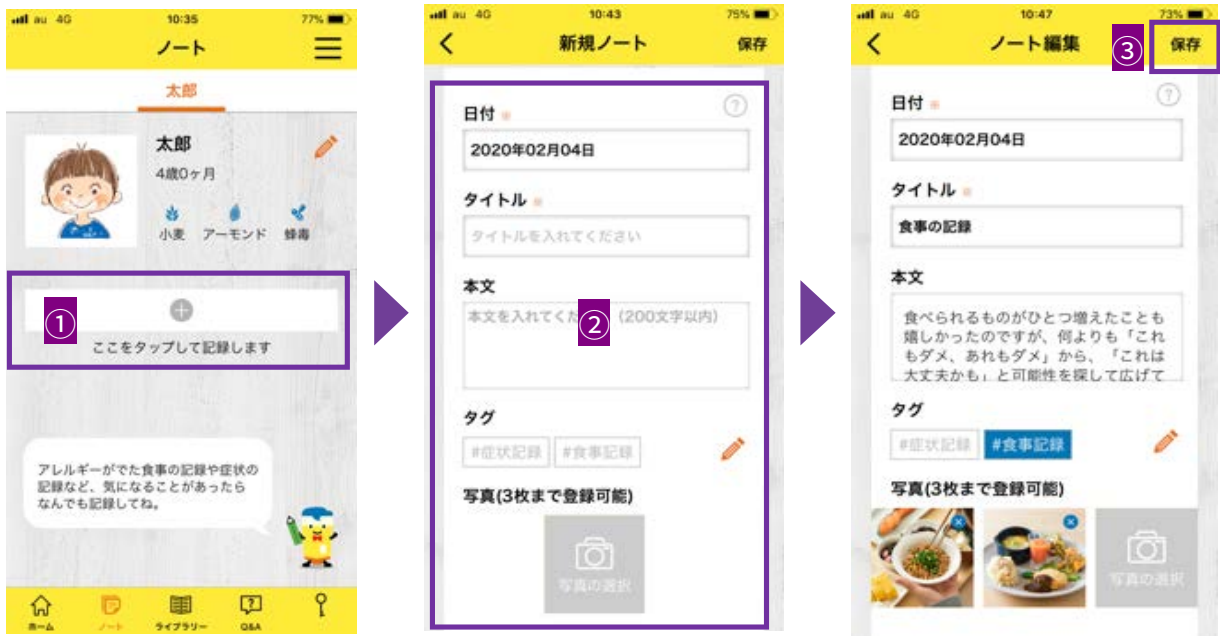 au 4G 10:35 77%
ノート
太郎
太郎
4歳0ヶ月
小麦 アーモンド 蜂毒
①
ここをタップして記録します
アレルギーがでた食事の記録や症状の
記録など、気になることがあったら
なんでも記録してね。
ホーム ノート ライブラリー Q&A
au 4G 10:43 75%
新規ノート 保存
日付 ※
2020年02月04日
タイトル ※
タイトルを入れてください
本文
本文を入れてくだ (200文字以内)
②
タグ
#症状記録 #食事記録
写真(3枚まで登録可能)
写真の選択
au 4G 10:47 73%
ノート編集 ③ 保存
日付 ※
2020年02月04日
タイトル ※
食事の記録
本文
食べられるものがひとつ増えたことも
嬉しかったのですが、何よりも「これ
もダメ、あれもダメ」から、「これは
大丈夫かも」と可能性を探して広げて
タグ
#症状記録 #食事記録
写真(3枚まで登録可能)
写真の選択